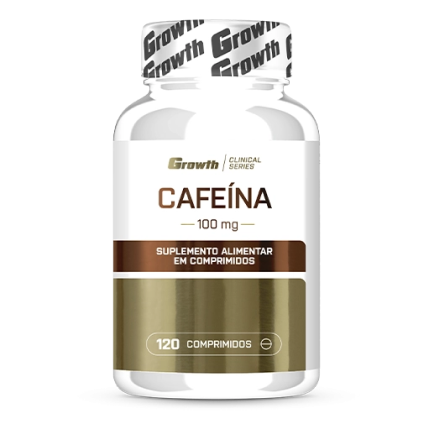 Growth Growth
Growth Growth
Growth CLINICAL
SERIES
CAFEÍNA
100 mg
SUPLEMENTO ALIMENTAR
EM COMPRIMIDOS
120 COMPRIMIDOS